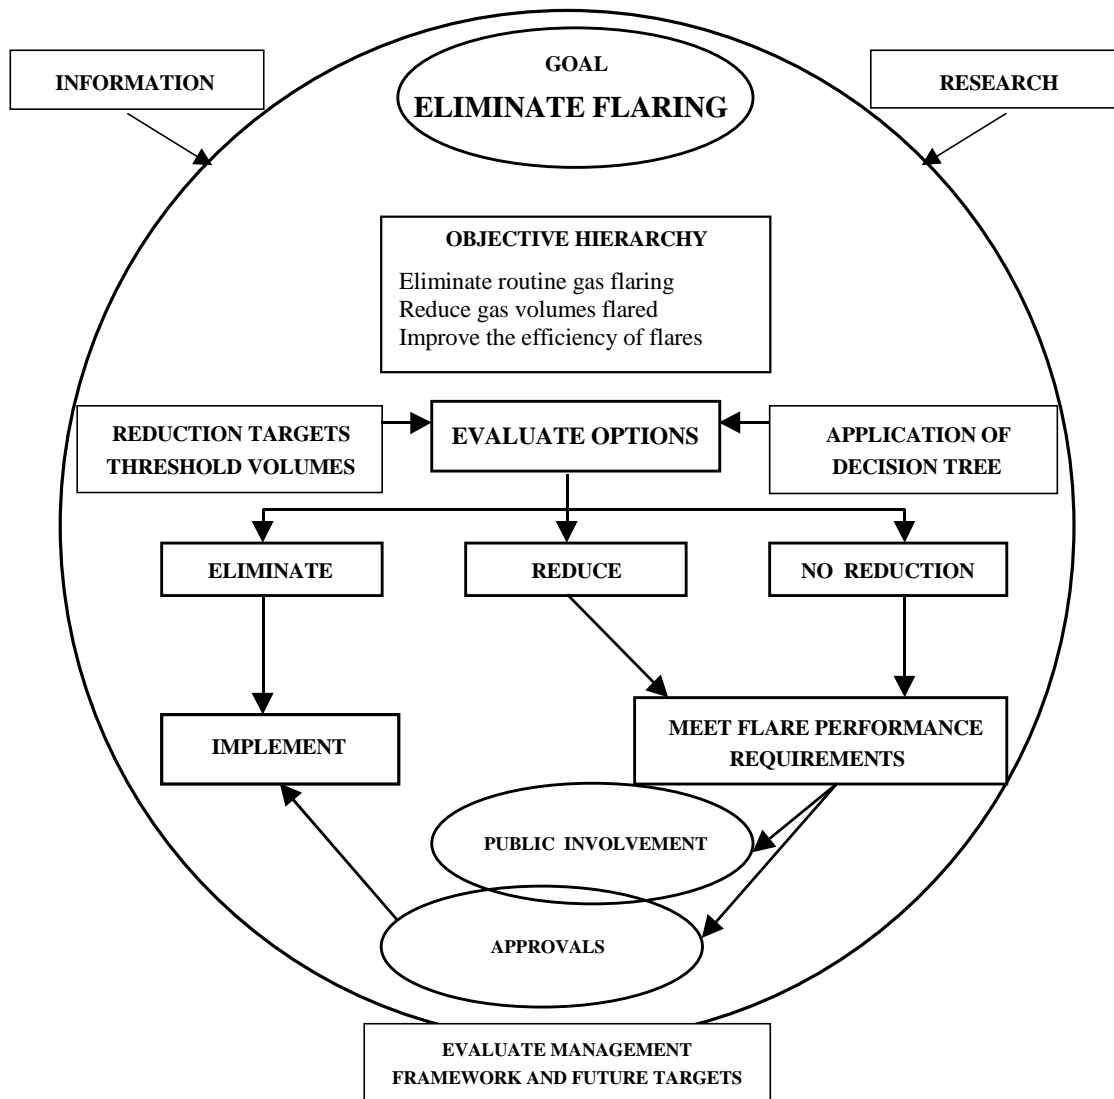 GOAL
ELIMINATE FLARING
INFORMATION
RESEARCH
OBJECTIVE HIERARCHY
Eliminate routine gas flaring
Reduce gas volumes flared
Improve the efficiency of flares
REDUCTION TARGETS
THRESHOLD VOLUMES
EVALUATE OPTIONS
APPLICATION OF
DECISION TREE
ELIMINATE
REDUCE
NO REDUCTION
IMPLEMENT
MEET FLARE PERFORMANCE
REQUIREMENTS
PUBLIC INVOLVEMENT
APPROVALS
EVALUATE MANAGEMENT
FRAMEWORK AND FUTURE TARGETS